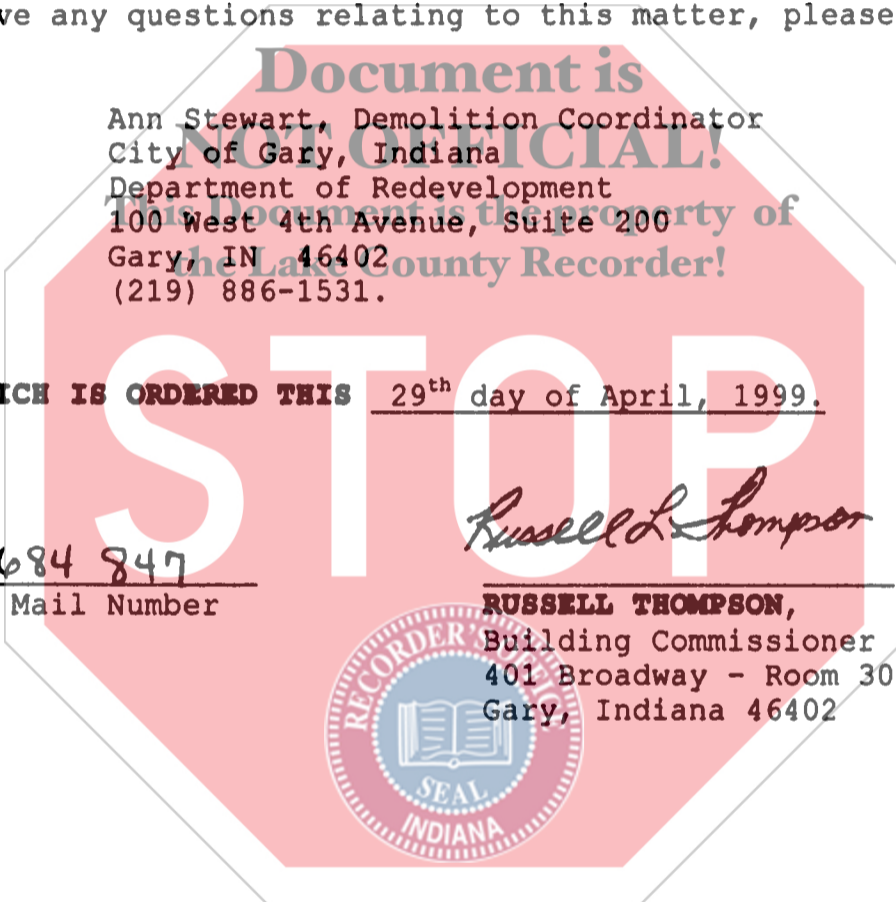 ve any questions relating to this matter, please
Document is
Ann Stewart, Demolition Coordinator
NOT OFFICIAL!
City of Gary, Indiana
Department of Redevelopment
This Document is the property of
100 West 4th Avenue, Suite 200
the Lake County Recorder!
Gary, IN 46402
(219) 886-1531.
STOP
ICH IS ORDERED THIS 29th day of April, 1999.
Russell L. Thompson
684 847
Mail Number
RUSSELL THOMPSON,
Building Commissioner
401 Broadway - Room 30
Gary, Indiana 46402
RECORDER'S OFFICE
SEAL
INDIANA